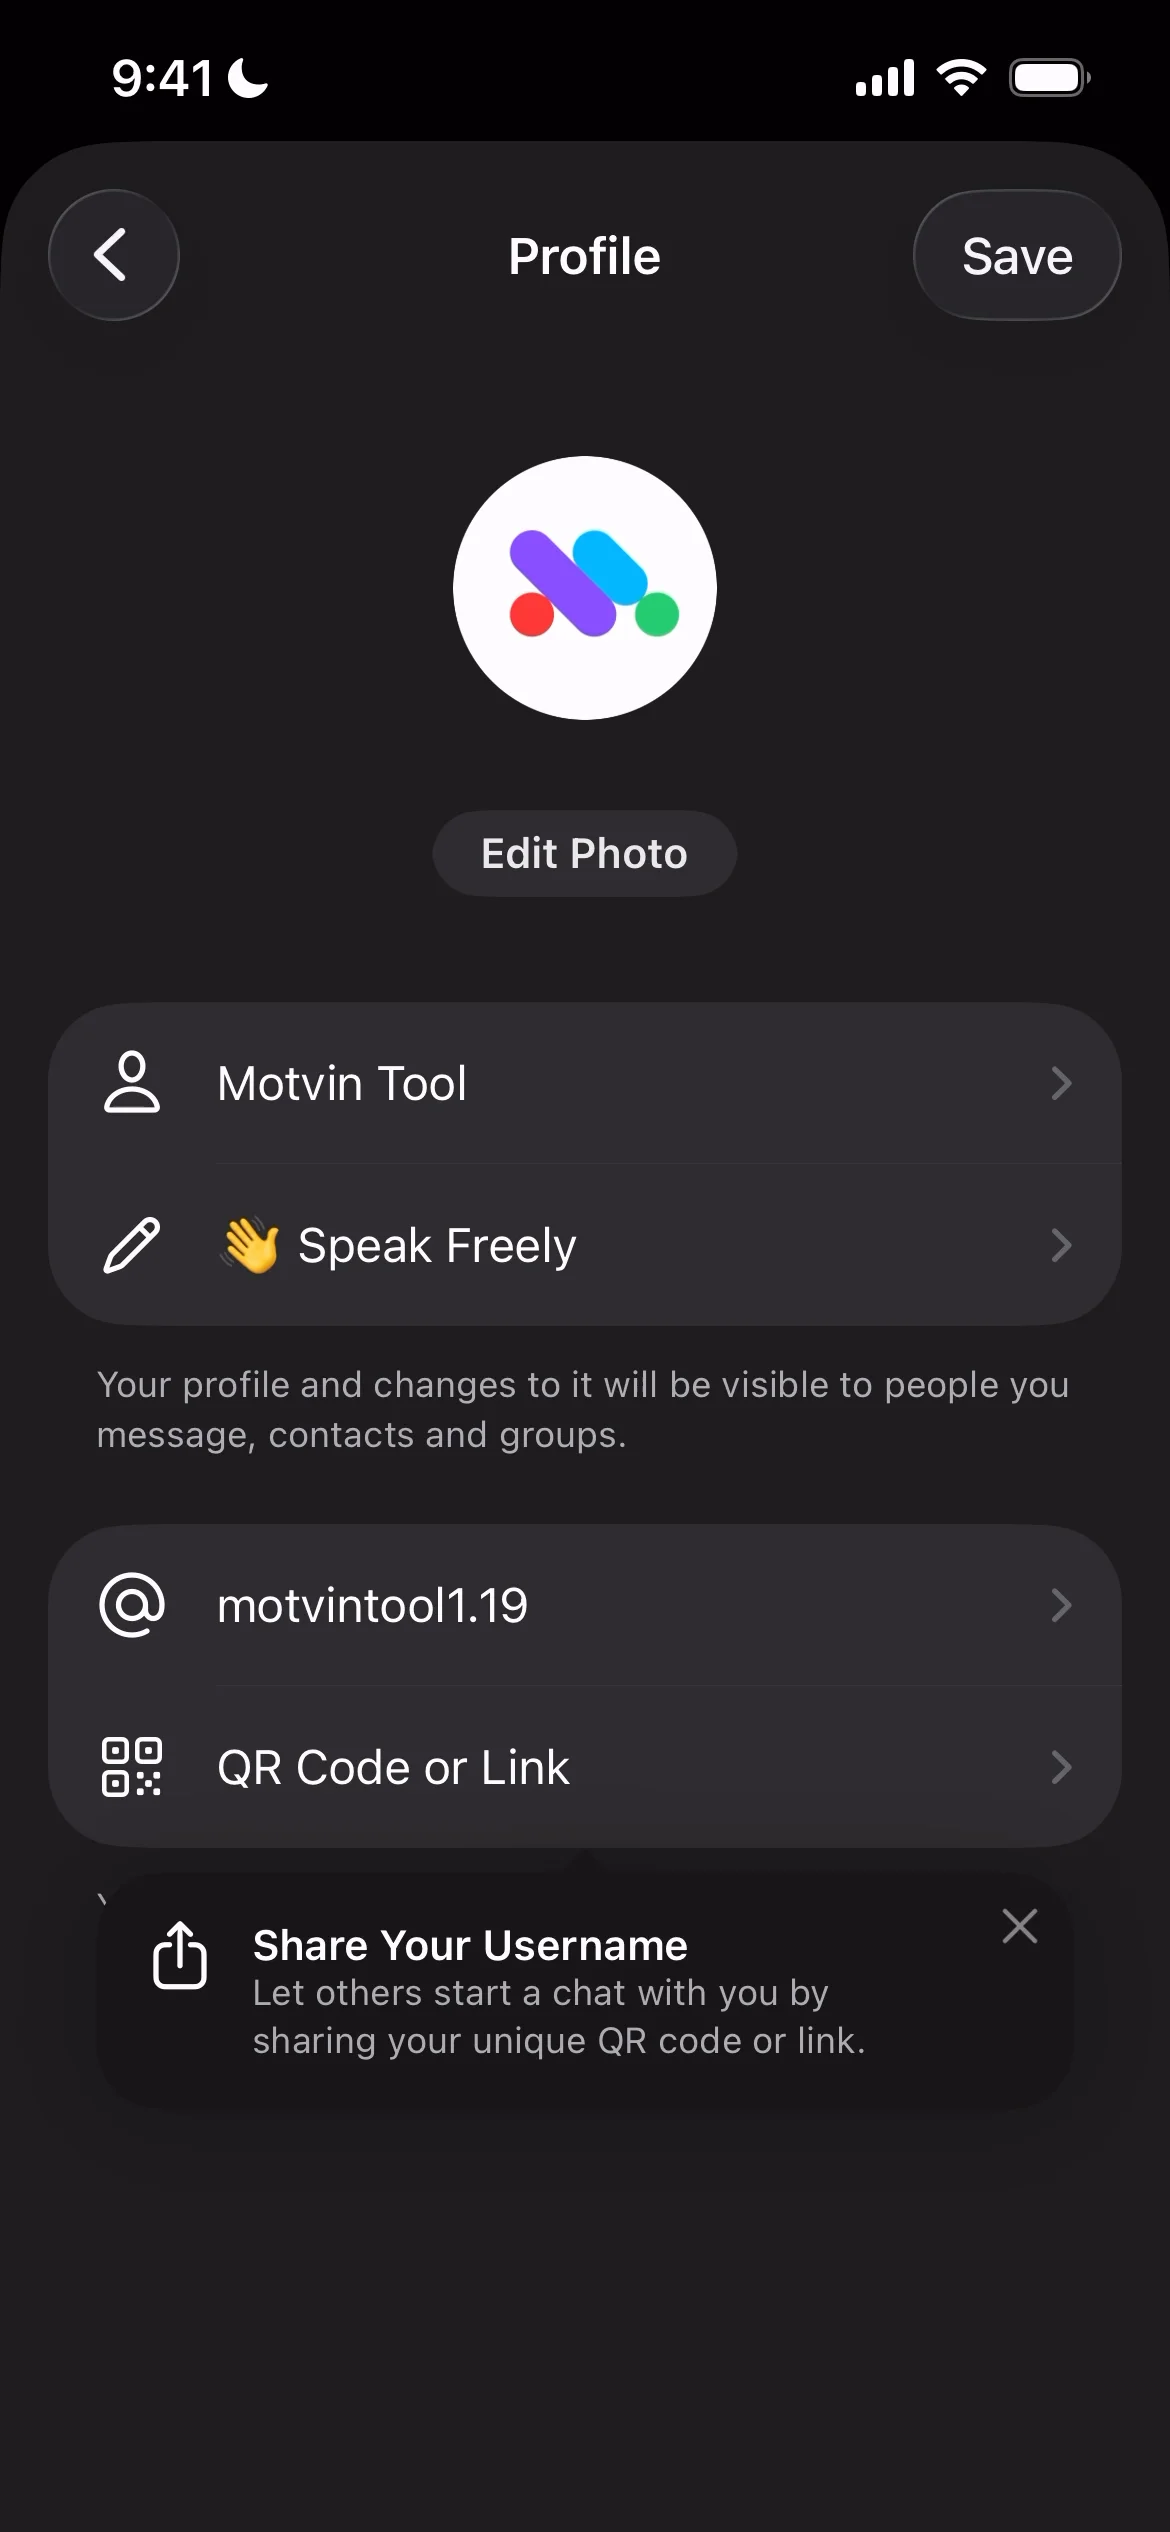 9:41
Profile
Save
Edit Photo
Motvin Tool
👋 Speak Freely
Your profile and changes to it will be visible to people you
message, contacts and groups.
motvintool1.19
QR Code or Link
Share Your Username
Let others start a chat with you by
sharing your unique QR code or link.